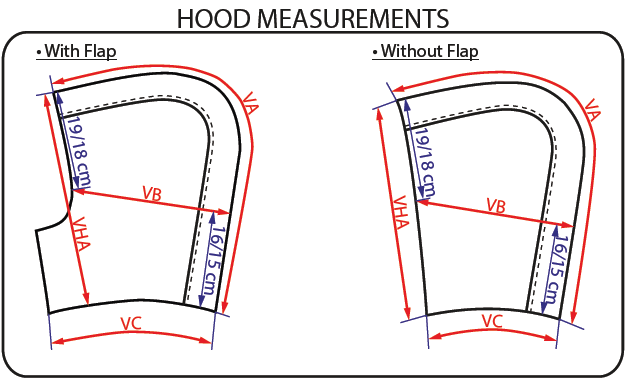 HOOD MEASUREMENTS
• With Flap
VA
19/18 cm
VB
VHA
16/15 cm
VC
• Without Flap
VA
19/18 cm
VB
VHA
16/15 cm
VC